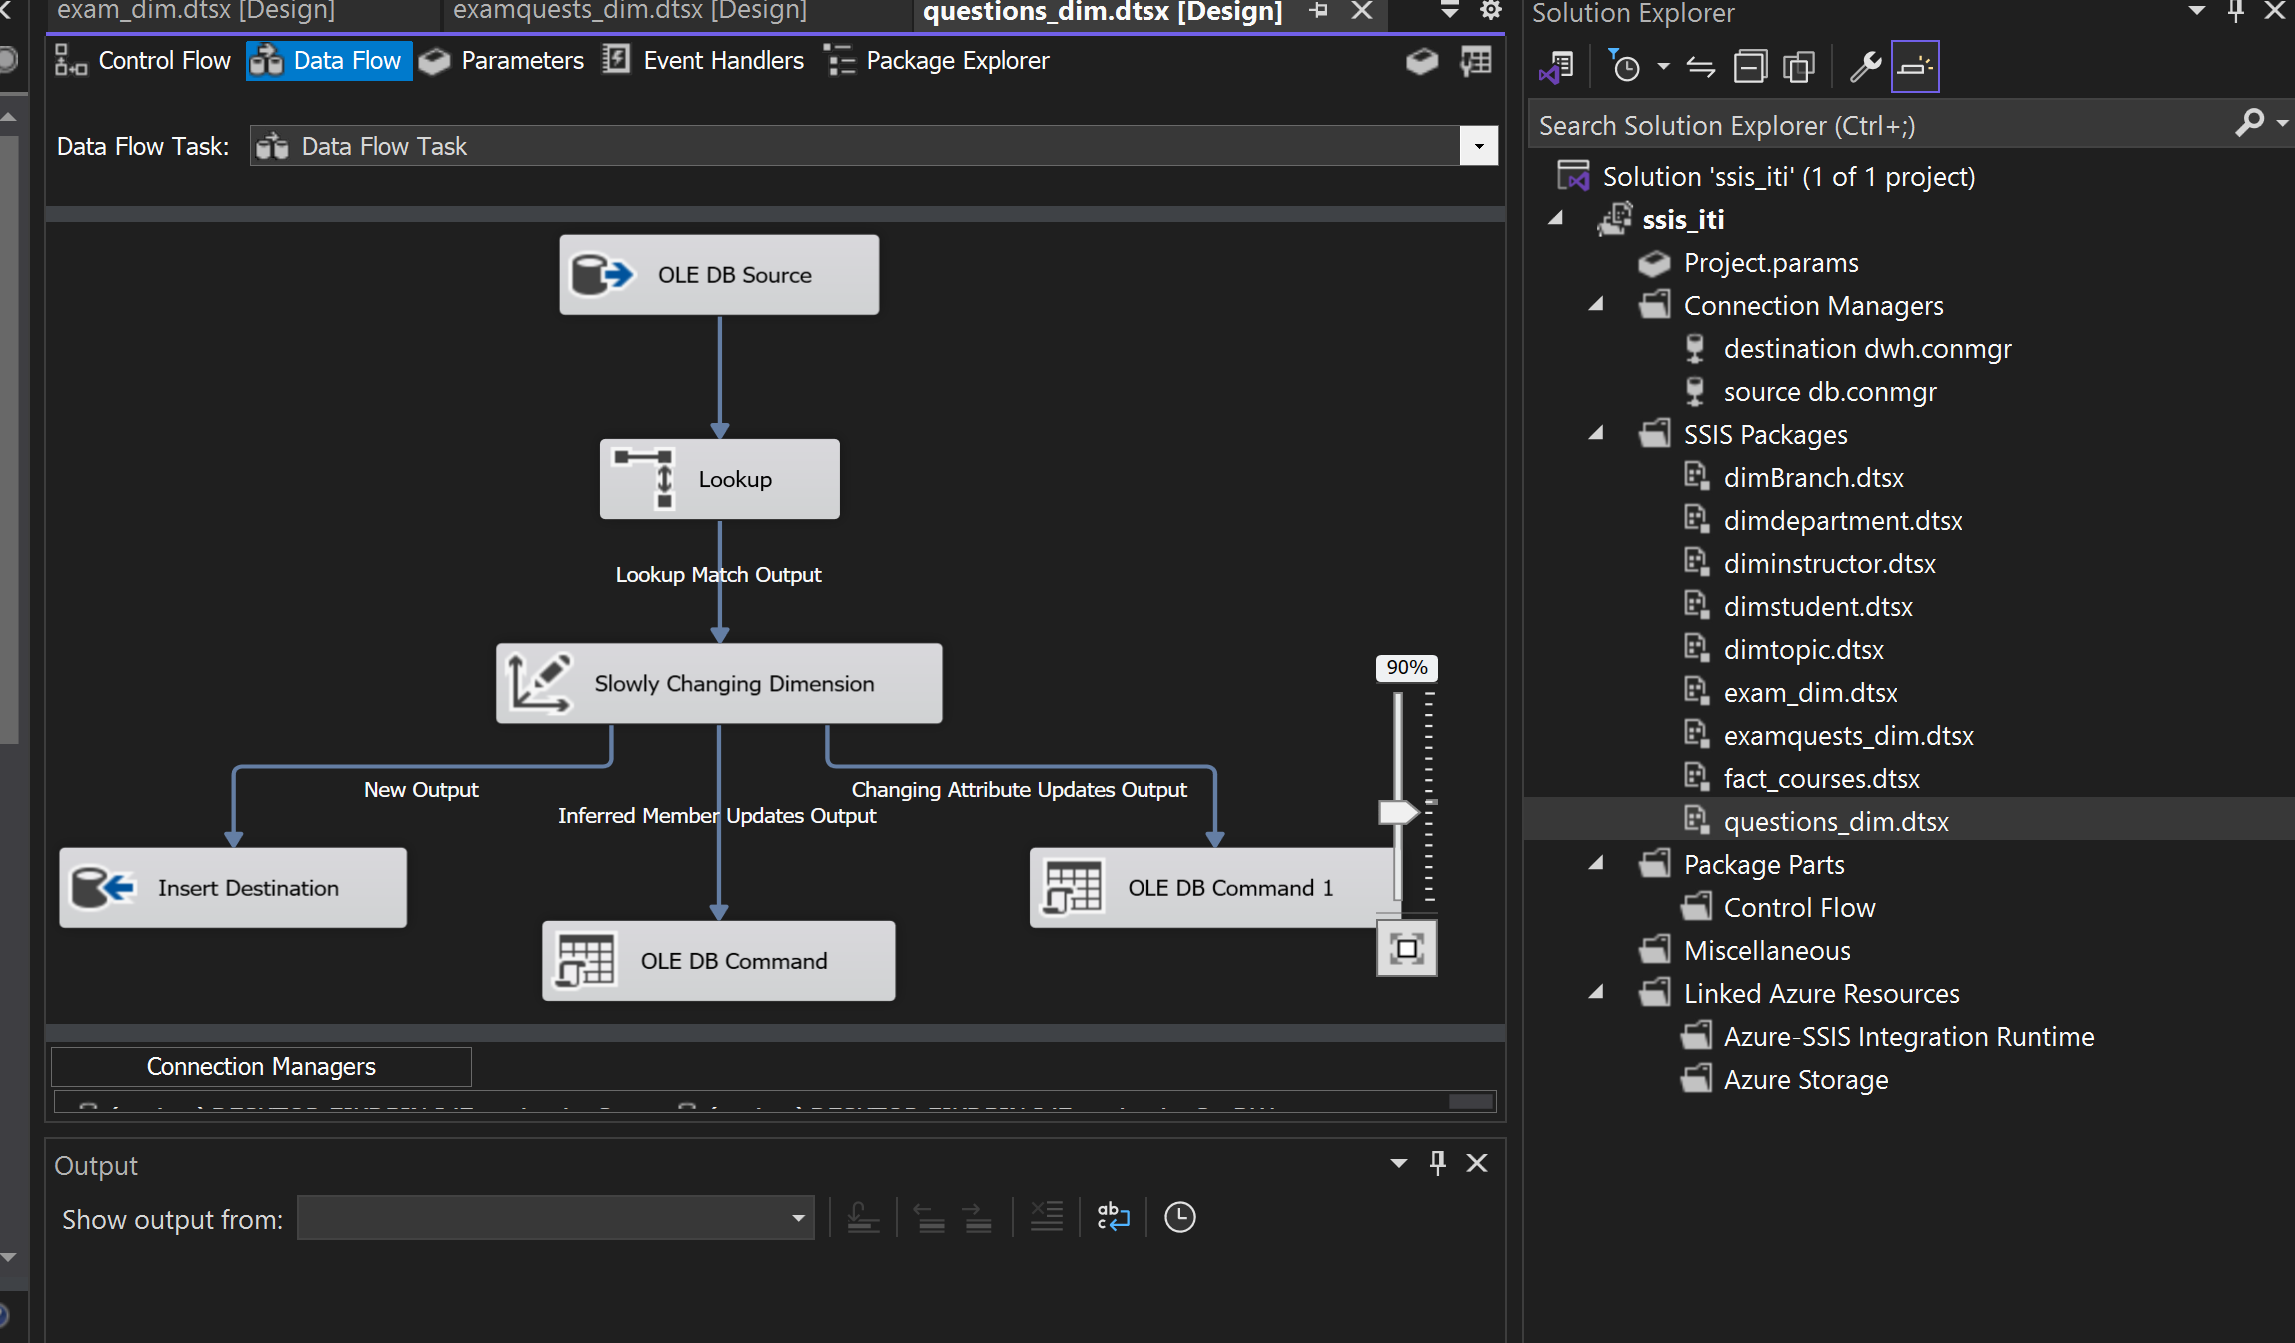 exam_dim.dtsx [Design]
examquests_dim.dtsx [Design]
questions_dim.dtsx [Design]
Control Flow
Data Flow
Parameters
Event Handlers
Package Explorer
Data Flow Task:
Data Flow Task
OLE DB Source
Lookup
Lookup Match Output
Slowly Changing Dimension
New Output
Changing Attribute Updates Output
Inferred Member Updates Output
Insert Destination
OLE DB Command 1
OLE DB Command
90%
Connection Managers
Output
Show output from:
Solution Explorer
Search Solution Explorer (Ctrl+;)
Solution 'ssis_iti' (1 of 1 project)
ssis_iti
Project.params
Connection Managers
destination dwh.conmgr
source db.conmgr
SSIS Packages
dimBranch.dtsx
dimdepartment.dtsx
diminstructor.dtsx
dimstudent.dtsx
dimtopic.dtsx
exam_dim.dtsx
examquests_dim.dtsx
fact_courses.dtsx
questions_dim.dtsx
Package Parts
Control Flow
Miscellaneous
Linked Azure Resources
Azure-SSIS Integration Runtime
Azure Storage